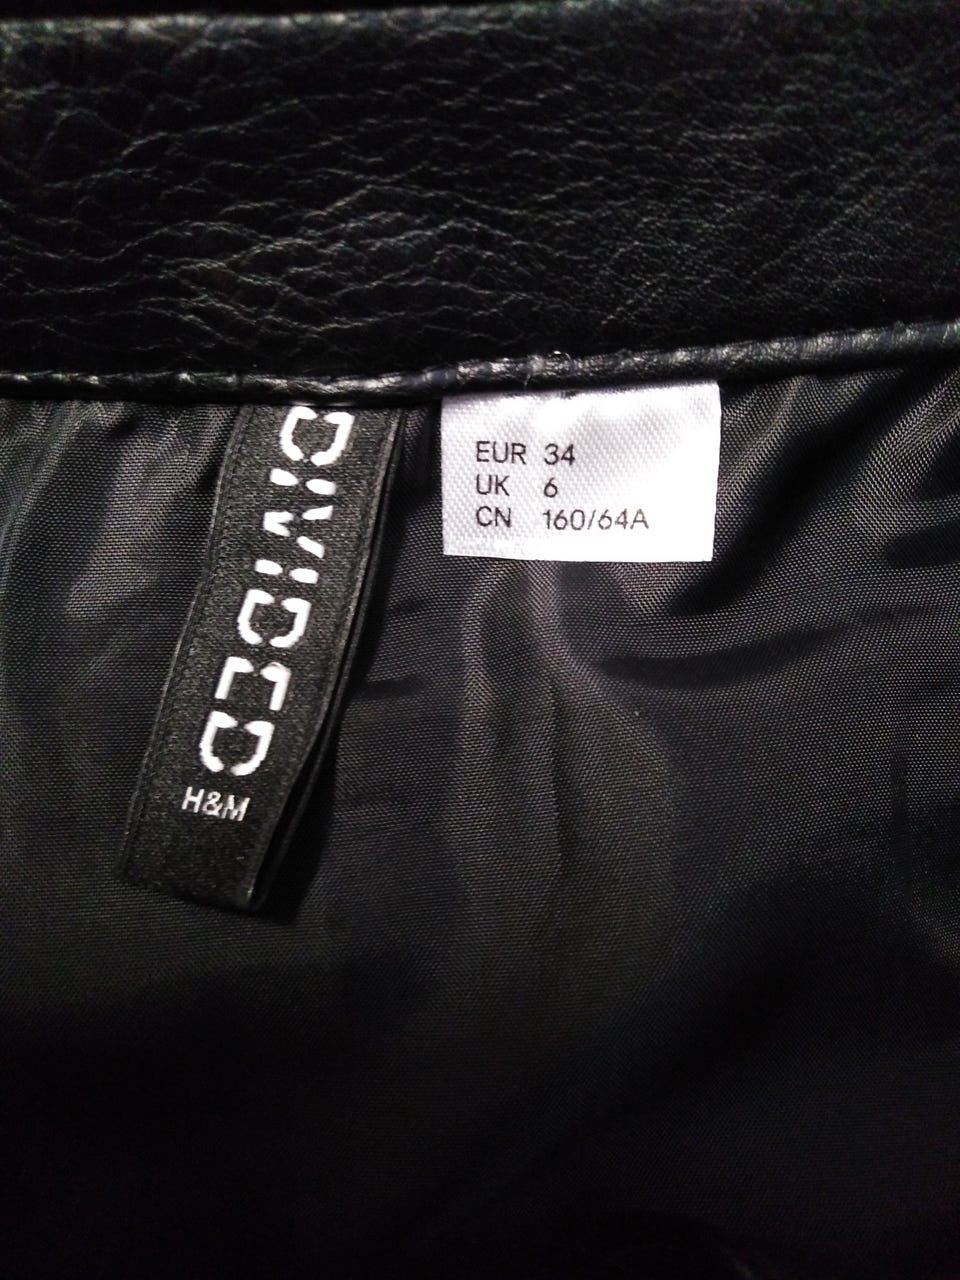 DIVIDED
H&M
EUR 34
UK 6
CN 160/64A